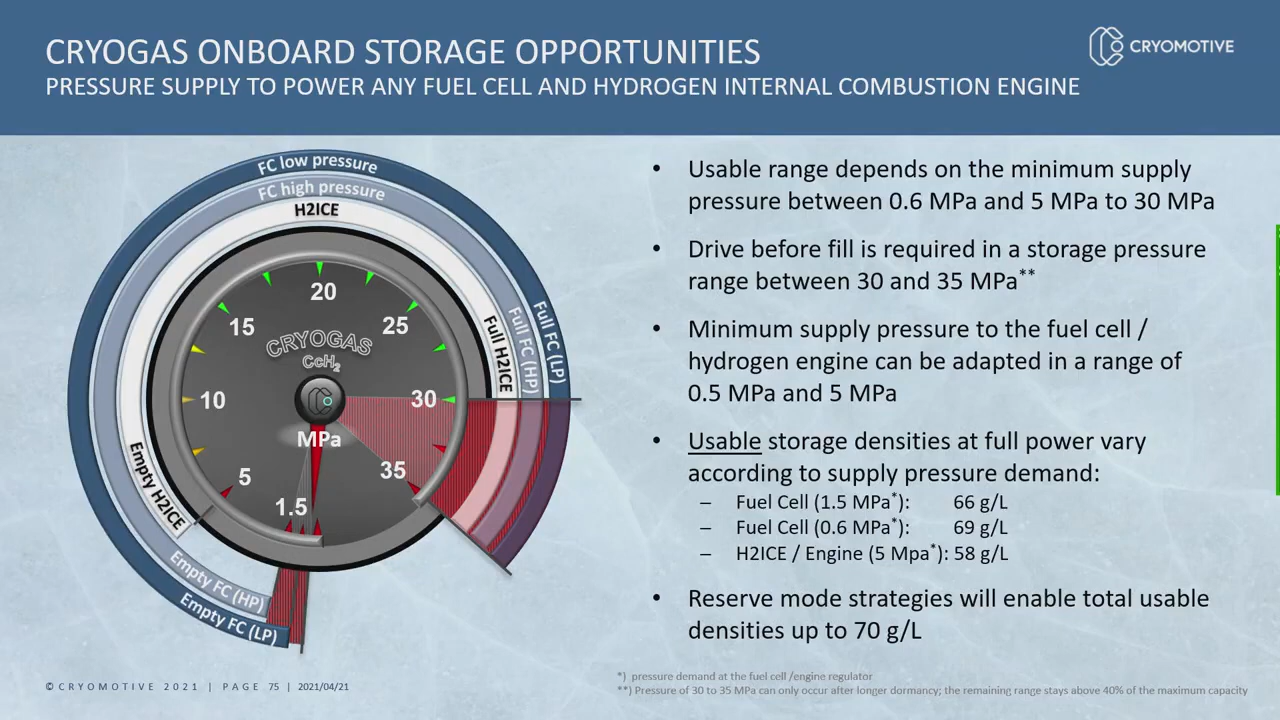 CRYOGAS ONBOARD STORAGE OPPORTUNITIES
PRESSURE SUPPLY TO POWER ANY FUEL CELL AND HYDROGEN INTERNAL COMBUSTION ENGINE
CRYOMOTIVE
FC low pressure
FC high pressure
H2ICE
Full H2ICE
Full FC (HP)
Full FC (LP)
20
15
25
CRYOGAS
CcH2
10
30
MPa
5
35
1.5
Empty H2ICE
Empty FC (HP)
Empty FC (LP)
• Usable range depends on the minimum supply
pressure between 0.6 MPa and 5 MPa to 30 MPa
• Drive before fill is required in a storage pressure
range between 30 and 35 MPa**
• Minimum supply pressure to the fuel cell /
hydrogen engine can be adapted in a range of
0.5 MPa and 5 MPa
• Usable storage densities at full power vary
according to supply pressure demand:
– Fuel Cell (1.5 MPa*): 66 g/L
– Fuel Cell (0.6 MPa*): 69 g/L
– H2ICE / Engine (5 Mpa*): 58 g/L
• Reserve mode strategies will enable total usable
densities up to 70 g/L
*) pressure demand at the fuel cell /engine regulator
**) Pressure of 30 to 35 MPa can only occur after longer dormancy; the remaining range stays above 40% of the maximum capacity
© CRYOMOTIVE 2021 | PAGE 75 | 2021/04/21